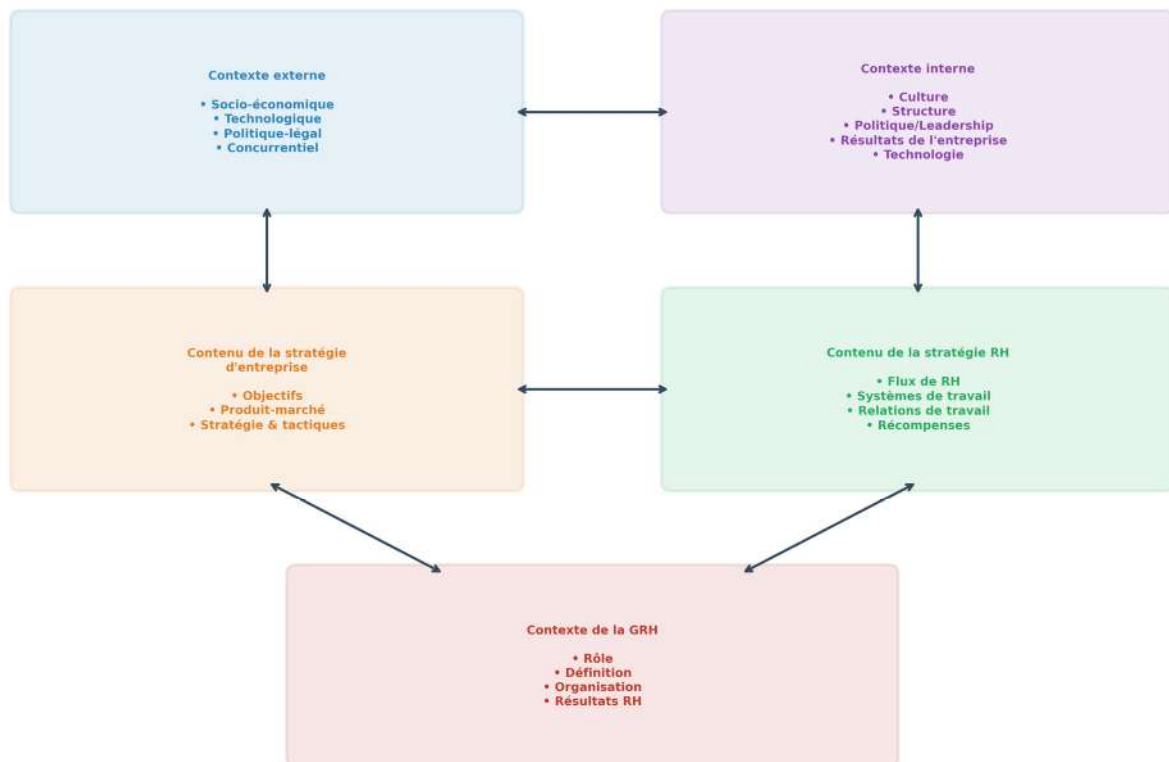 Contexte externe
• Socio-économique
• Technologique
• Politique-légal
• Concurrentiel
Contexte interne
• Culture
• Structure
• Politique/Leadership
• Résultats de l'entreprise
• Technologie
Contenu de la stratégie
d'entreprise
• Objectifs
• Produit-marché
• Stratégie & tactiques
Contenu de la stratégie RH
• Flux de RH
• Systèmes de travail
• Relations de travail
• Récompenses
Contexte de la GRH
• Rôle
• Définition
• Organisation
• Résultats RH